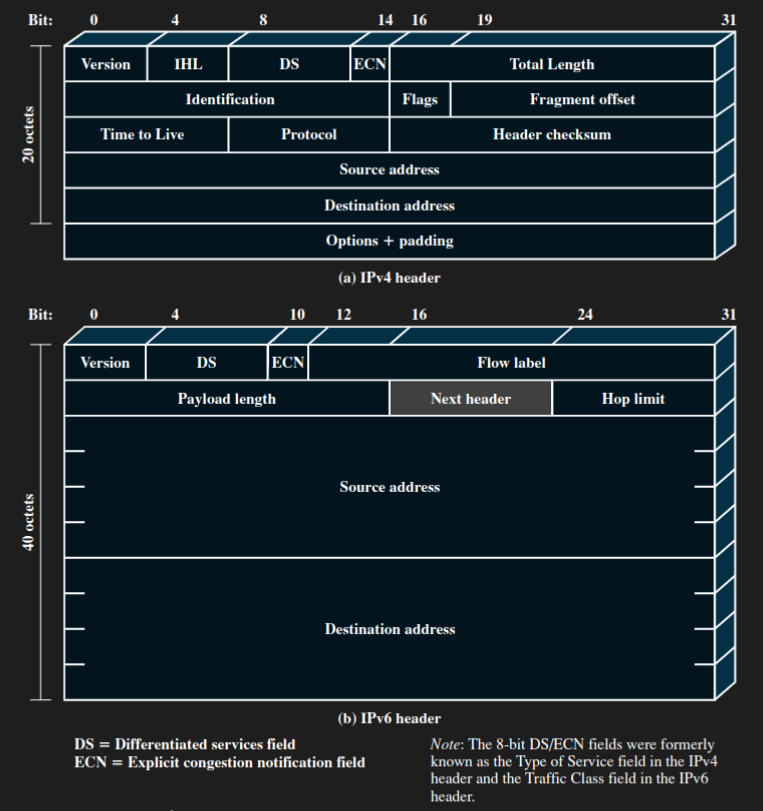 Bit: 0 4 8 14 16 19 31
Version IHL DS ECN Total Length
Identification Flags Fragment offset
Time to Live Protocol Header checksum
Source address
Destination address
Options + padding
20 octets
(a) IPv4 header
Bit: 0 4 10 12 16 24 31
Version DS ECN Flow label
Payload length Next header Hop limit
Source address
Destination address
40 octets
(b) IPv6 header
DS = Differentiated services field
ECN = Explicit congestion notification field
Note: The 8-bit DS/ECN fields were formerly
known as the Type of Service field in the IPv4
header and the Traffic Class field in the IPv6
header.